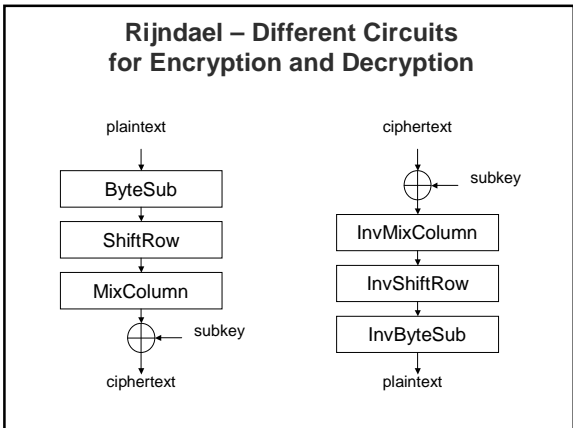 Rijndael – Different Circuits
for Encryption and Decryption
plaintext
ByteSub
ShiftRow
MixColumn
subkey
ciphertext
ciphertext
subkey
InvMixColumn
InvShiftRow
InvByteSub
plaintext